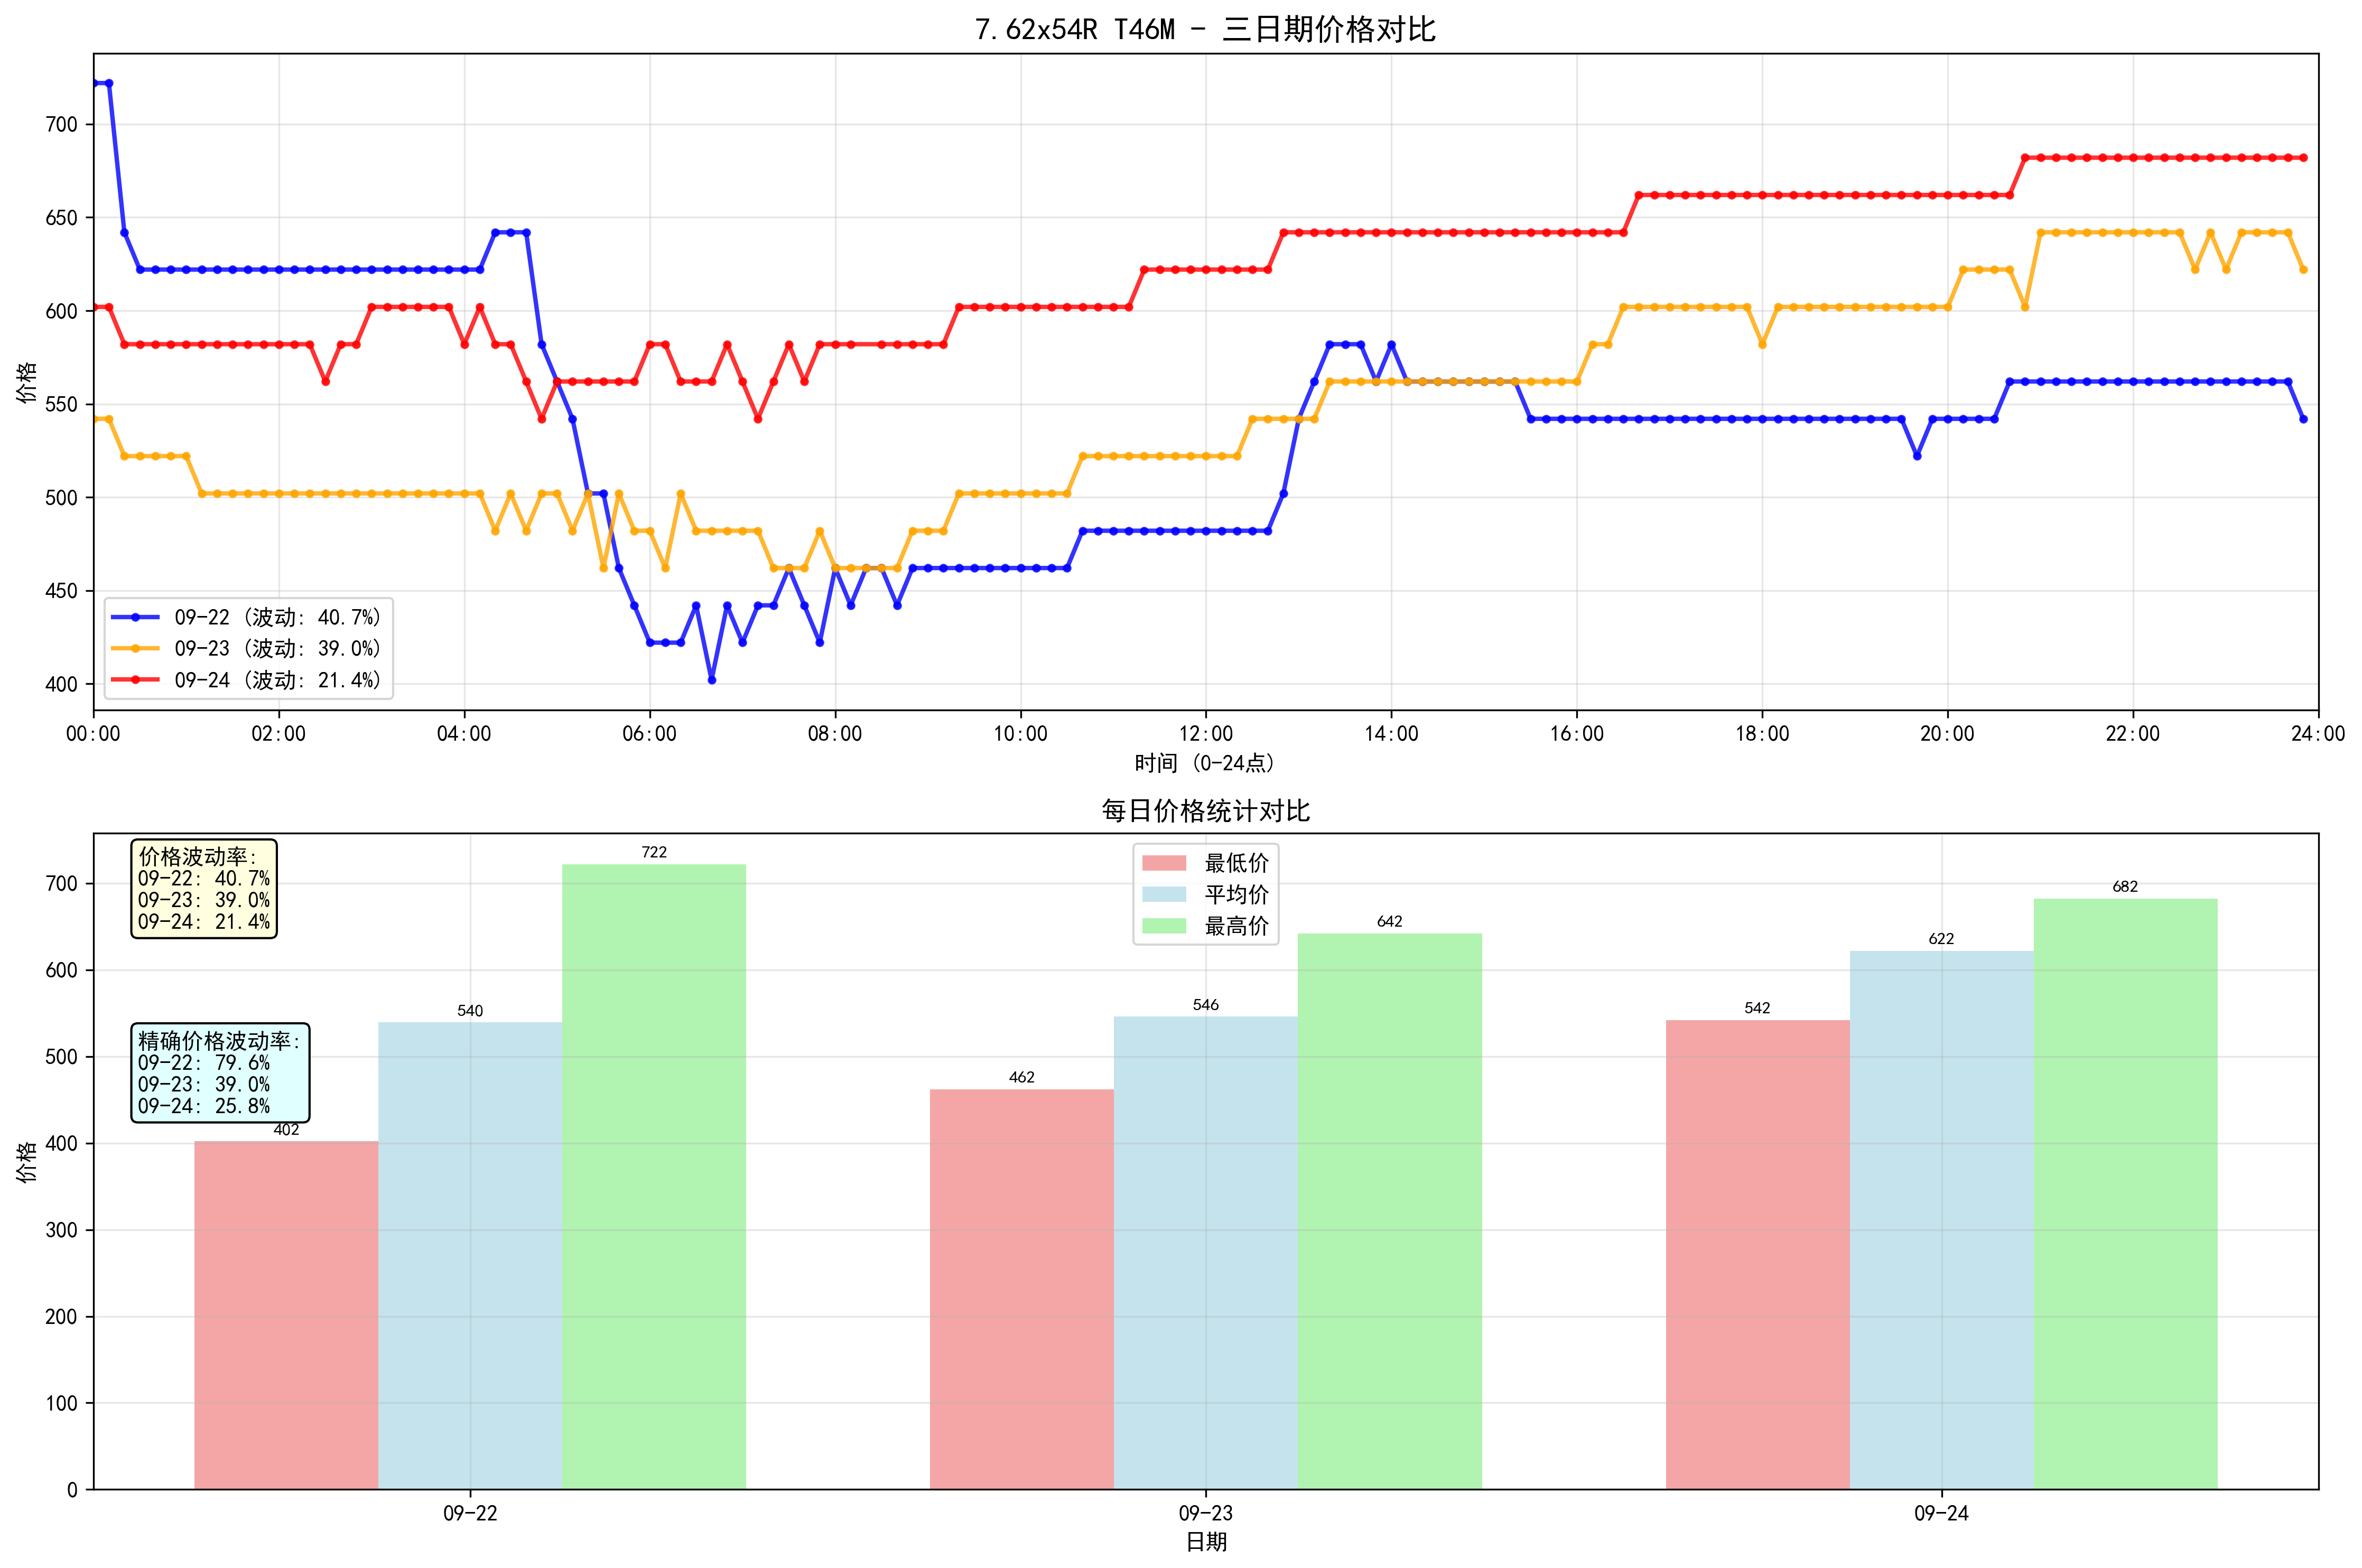 7.62x54R T46M - 三日期价格对比
价格
700
650
600
550
500
450
400
09-22 (波动: 40.7%)
09-23 (波动: 39.0%)
09-24 (波动: 21.4%)
00:00 02:00 04:00 06:00 08:00 10:00 12:00 14:00 16:00 18:00 20:00 22:00 24:00
时间 (0-24点)
每日价格统计对比
价格
700
600
500
400
300
200
100
0
价格波动率:
09-22: 40.7%
09-23: 39.0%
09-24: 21.4%
精确价格波动率:
09-22: 79.6%
09-23: 39.0%
09-24: 25.8%
最低价
平均价
最高价
402 540 722
462 546 642
542 622 682
09-22 09-23 09-24
日期